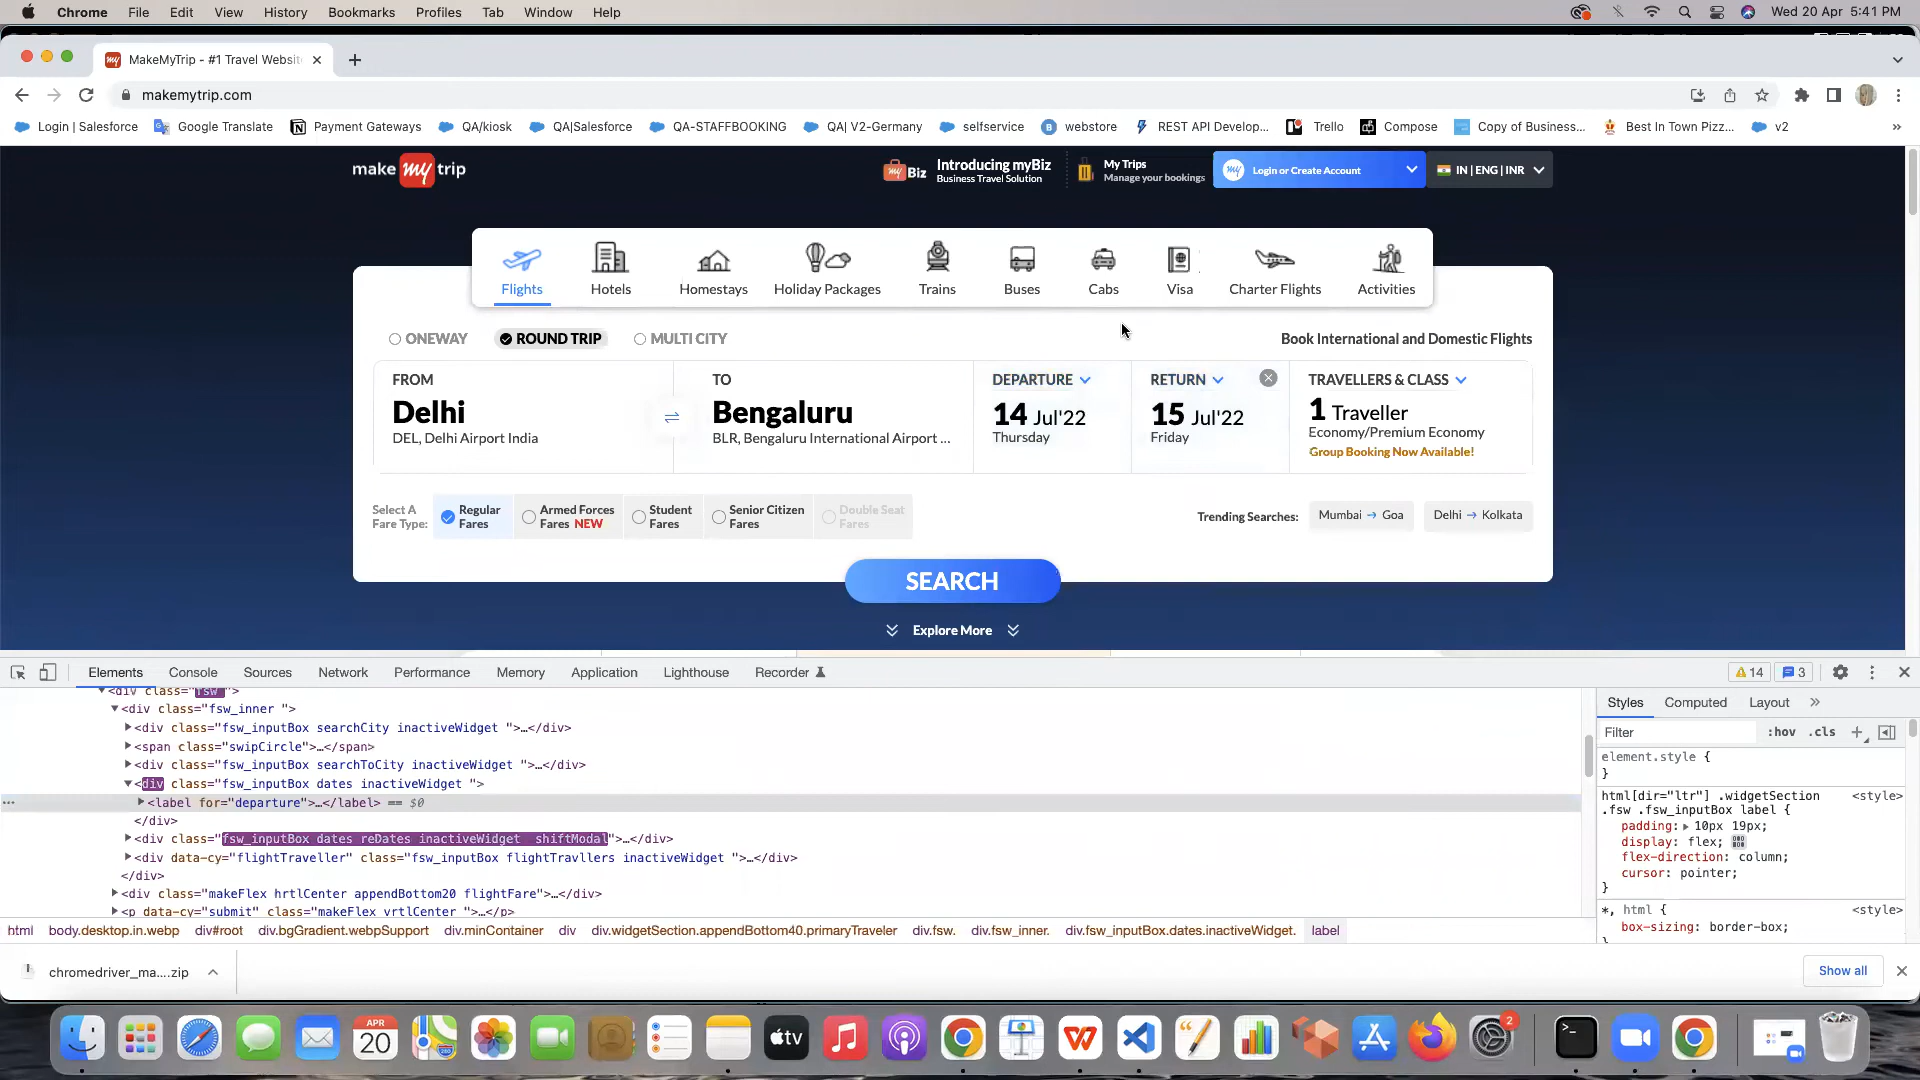 Chrome File Edit View History Bookmarks Profiles Tab Window Help Wed 20 Apr 5:41 PM
MakeMyTrip - #1 Travel Websit
makemytrip.com
Login | Salesforce Google Translate Payment Gateways QA/kiosk QA|Salesforce QA-STAFFBOOKING QA| V2-Germany selfservice webstore REST API Develop... Trello Compose Copy of Business... Best In Town Pizz... v2 »
make my trip
my Biz Introducing myBiz
Business Travel Solution
My Trips
Manage your bookings
my Login or Create Account
IN | ENG | INR
Flights Hotels Homestays Holiday Packages Trains Buses Cabs Visa Charter Flights Activities
ONEWAY ROUND TRIP MULTI CITY Book International and Domestic Flights
FROM TO DEPARTURE RETURN TRAVELLERS & CLASS
Delhi Bengaluru 14 Jul'22 15 Jul'22 1 Traveller
DEL, Delhi Airport India BLR, Bengaluru International Airport ... Thursday Friday Economy/Premium Economy
Group Booking Now Available!
Select A
Fare Type:
Regular
Fares
Armed Forces
Fares NEW
Student
Fares
Senior Citizen
Fares
Double Seat
Fares
Trending Searches: Mumbai → Goa Delhi → Kolkata
SEARCH
Explore More
Elements Console Sources Network Performance Memory Application Lighthouse Recorder 14 3
<div class="fsw ">
<div class="fsw_inner ">
<div class="fsw_inputBox searchCity inactiveWidget ">…</div>
<span class="swipCircle">…</span>
<div class="fsw_inputBox searchToCity inactiveWidget ">…</div>
<div class="fsw_inputBox dates inactiveWidget ">
… <label for="departure">…</label> == $0
</div>
<div class="fsw_inputBox dates reDates inactiveWidget  shiftModal">…</div>
<div data-cy="flightTraveller" class="fsw_inputBox flightTravllers inactiveWidget ">…</div>
</div>
<div class="makeFlex hrtlCenter appendBottom20 flightFare">…</div>
<p data-cy="submit" class="makeFlex vrtlCenter ">…</p>
html body.desktop.in.webp div#root div.bgGradient.webpSupport div.minContainer div div.widgetSection.appendBottom40.primaryTraveler div.fsw. div.fsw_inner. div.fsw_inputBox.dates.inactiveWidget. label
Styles Computed Layout »
Filter :hov .cls +
element.style {
}
html[dir="ltr"] .widgetSection <style>
.fsw .fsw_inputBox label {
padding: 10px 19px;
display: flex;
flex-direction: column;
cursor: pointer;
}
*, html { <style>
box-sizing: border-box;
}
chromedriver_ma....zip Show all
APR
20
tv
280
2